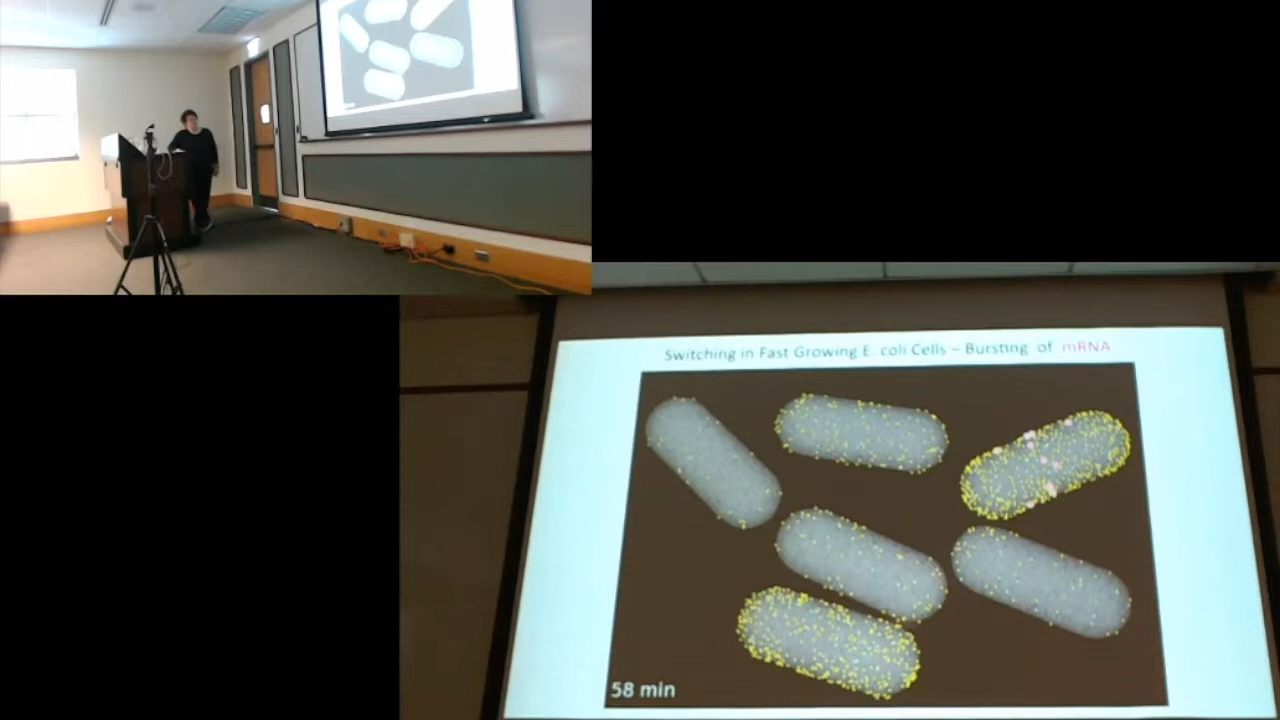 Switching in Fast Growing E. coli Cells – Bursting of mRNA
58 min